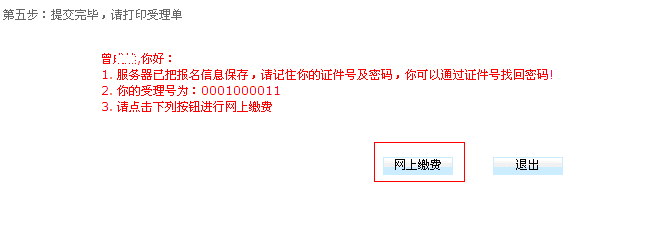 第五步：提交完毕，请打印受理单
曾 ,你好：
1. 服务器已把报名信息保存，请记住你的证件号及密码，你可以通过证件号找回密码!
2. 你的受理号为：0001000011
3. 请点击下列按钮进行网上缴费
网上缴费 退出